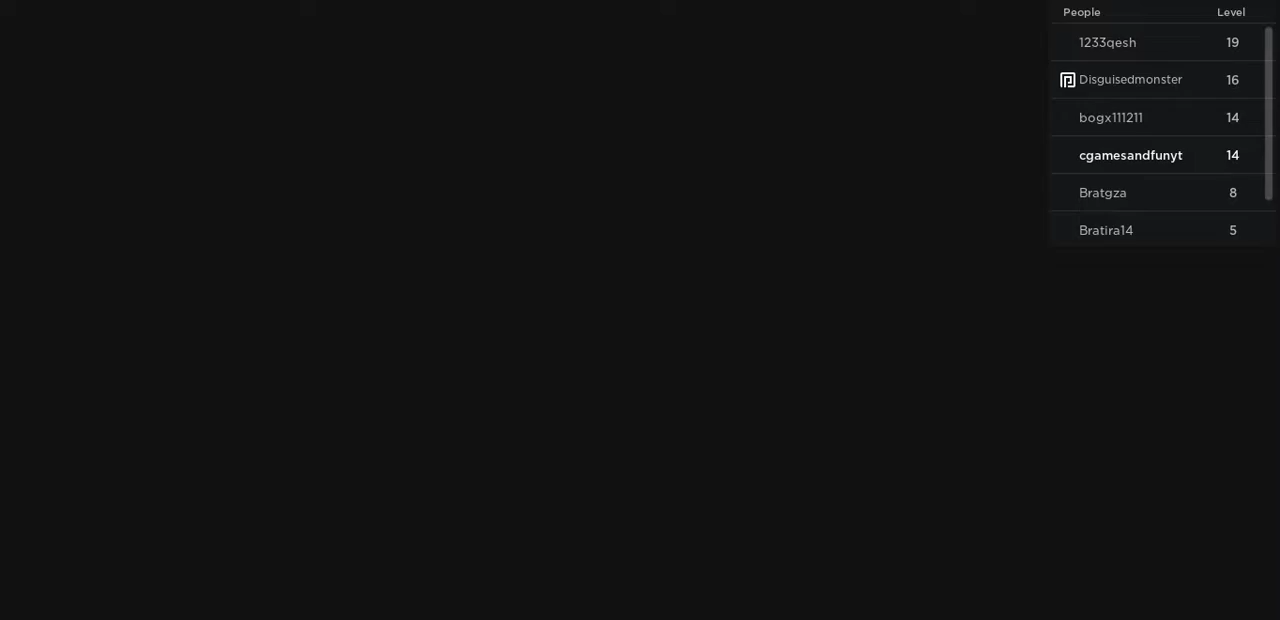 People Level
1233qesh 19
Disguisedmonster 16
bogx111211 14
cgamesandfunyt 14
Bratgza 8
Bratira14 5